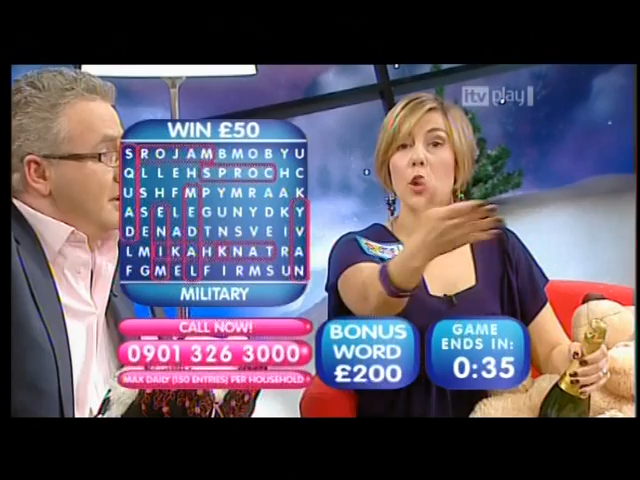 itv play
WIN £50
SROJAMBMOBYU
QLLEHSPROCHC
USHFMPYMRAAK
ASELEGUNYDKY
DENADTNSVEIV
LMIKAHKNATRA
FGMELFIRMSUN
MILITARY
CALL NOW!
0901 326 3000
MAX DAILY (150 ENTRIES) PER HOUSEHOLD
BONUS
WORD
£200
GAME
ENDS IN:
0:35